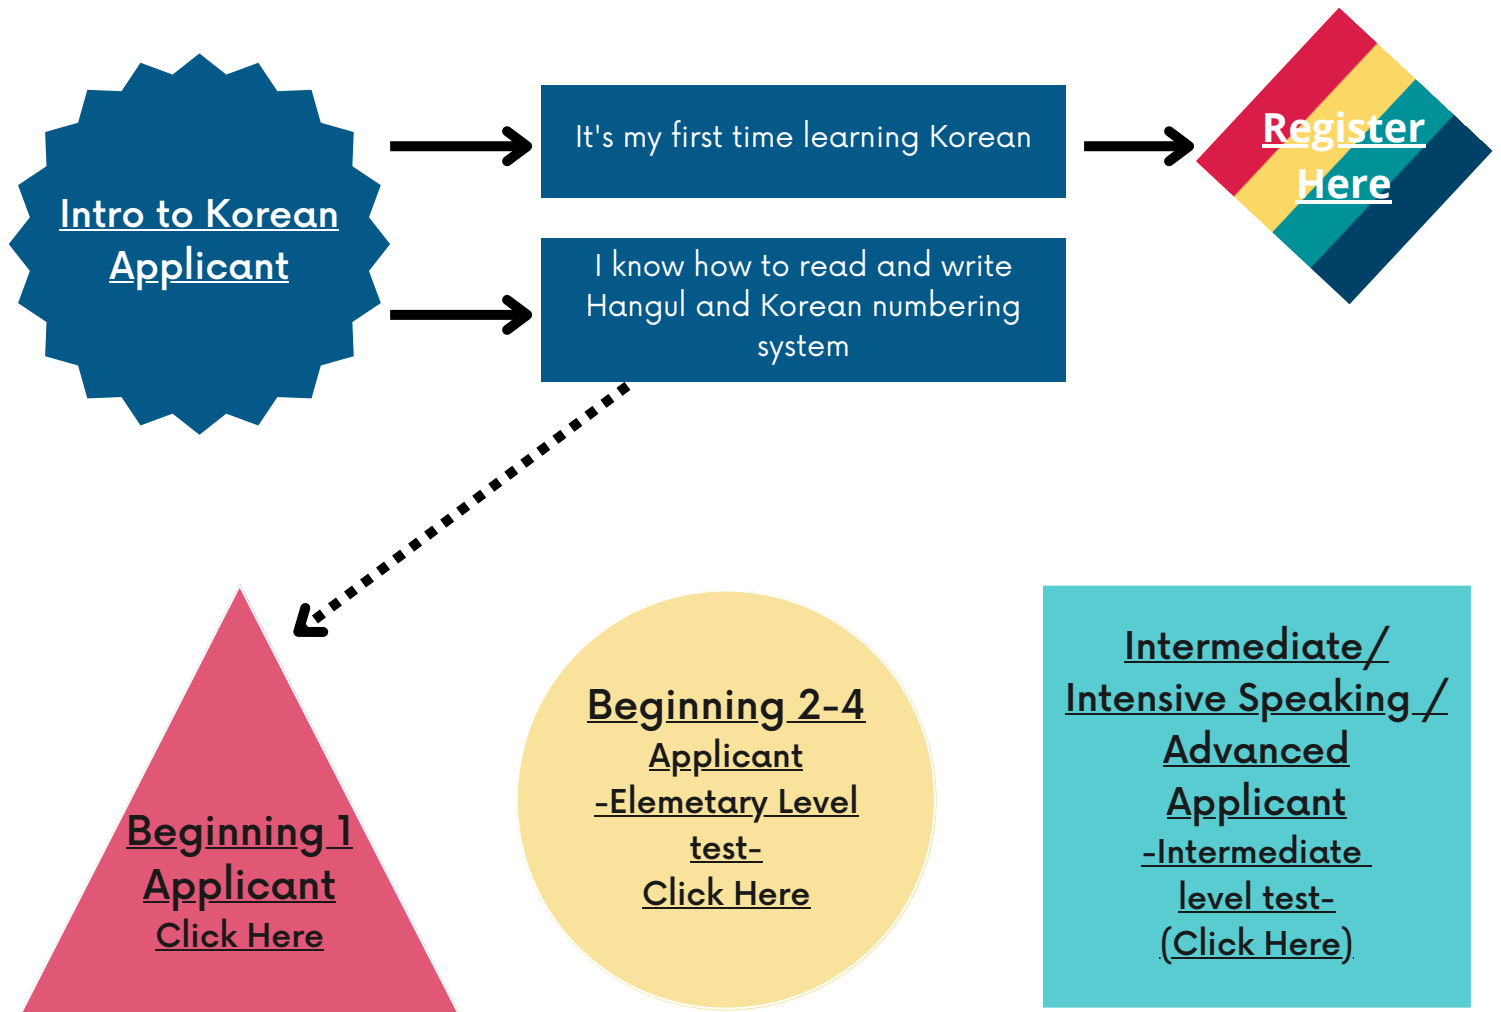 Intro to Korean
Applicant
It's my first time learning Korean
Register
Here
I know how to read and write
Hangul and Korean numbering
system
Beginning 1
Applicant
Click Here
Beginning 2-4
Applicant
-Elemetary Level
test-
Click Here
Intermediate/
Intensive Speaking /
Advanced
Applicant
-Intermediate
level test-
(Click Here)